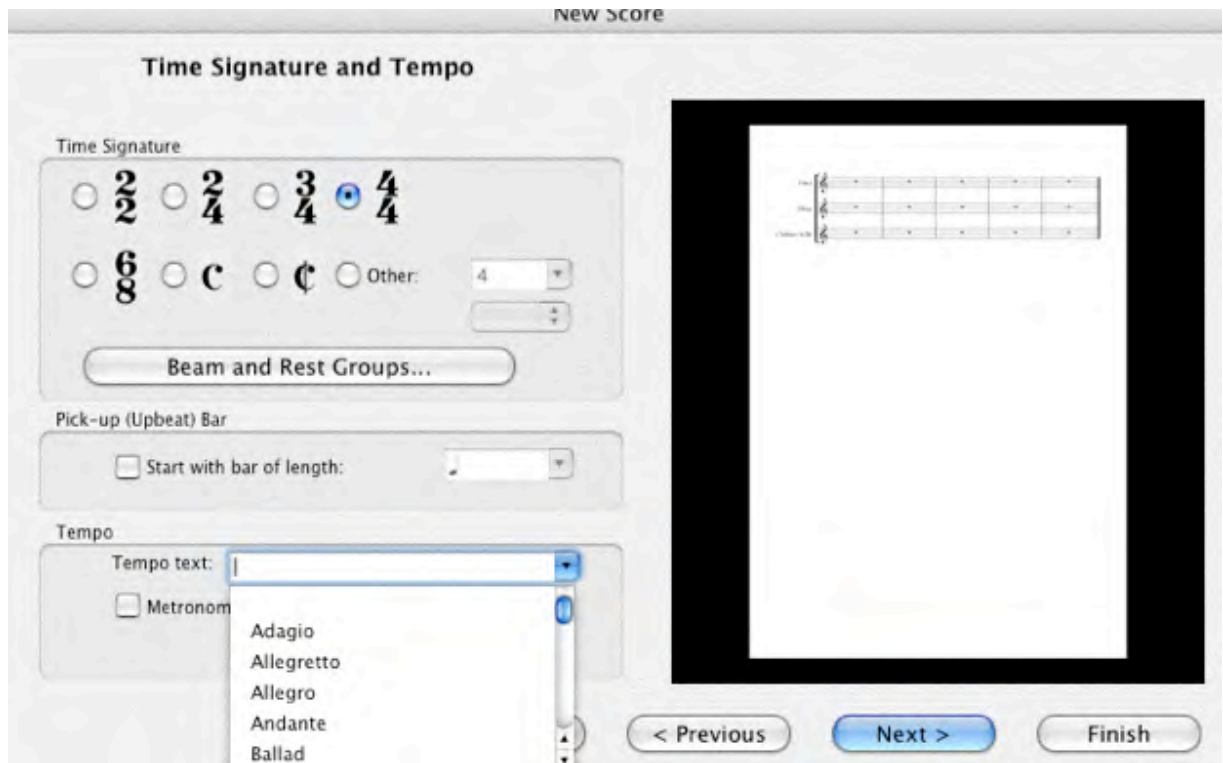 New Score
Time Signature and Tempo
Time Signature
2/2 2/4 3/4 4/4
6/8 C ¢ Other: 4
Beam and Rest Groups...
Pick-up (Upbeat) Bar
Start with bar of length:
Tempo
Tempo text:
Metronom
Adagio
Allegretto
Allegro
Andante
Ballad
< Previous Next > Finish